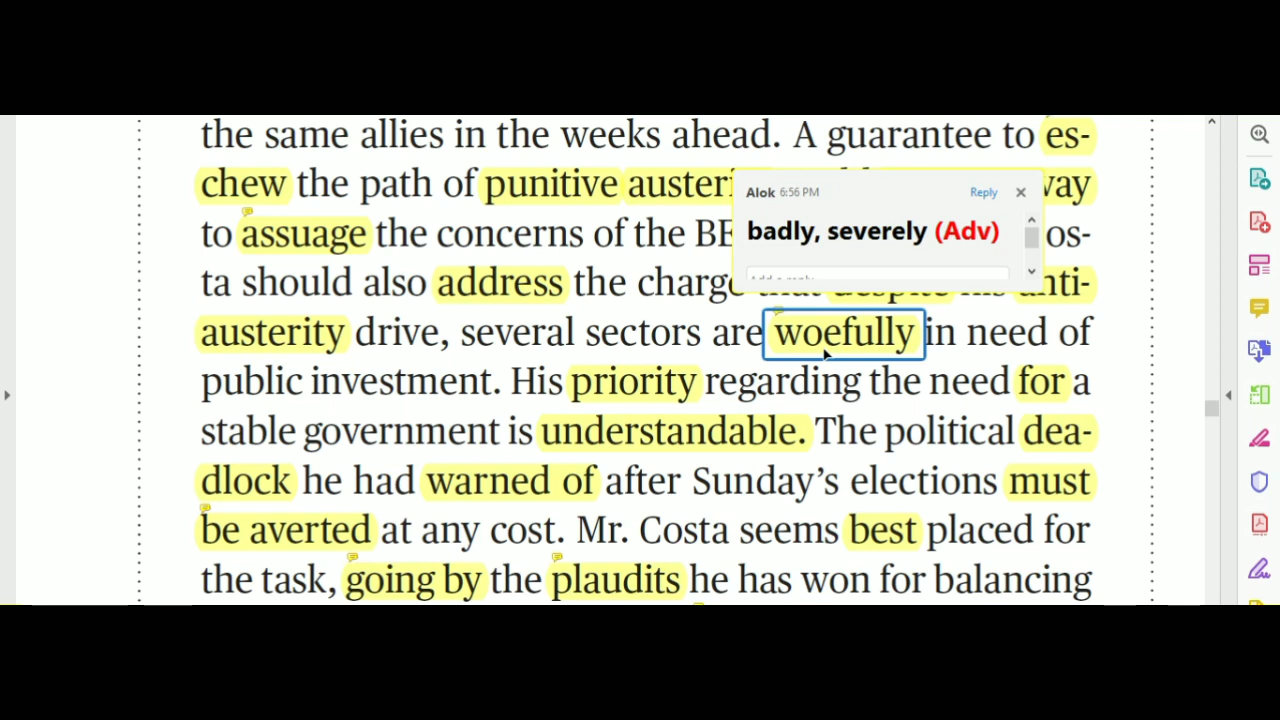 the same allies in the weeks ahead. A guarantee to es-
chew the path of punitive
way
to assuage the concerns of the
os-
ta should also address the
anti-
austerity drive, several sectors are woefully in need of
public investment. His priority regarding the need for a
stable government is understandable. The political dea-
dlock he had warned of after Sunday's elections must
be averted at any cost. Mr. Costa seems best placed for
the task, going by the plaudits he has won for balancing
Alok 6:56 PM Reply
badly, severely (Adv)